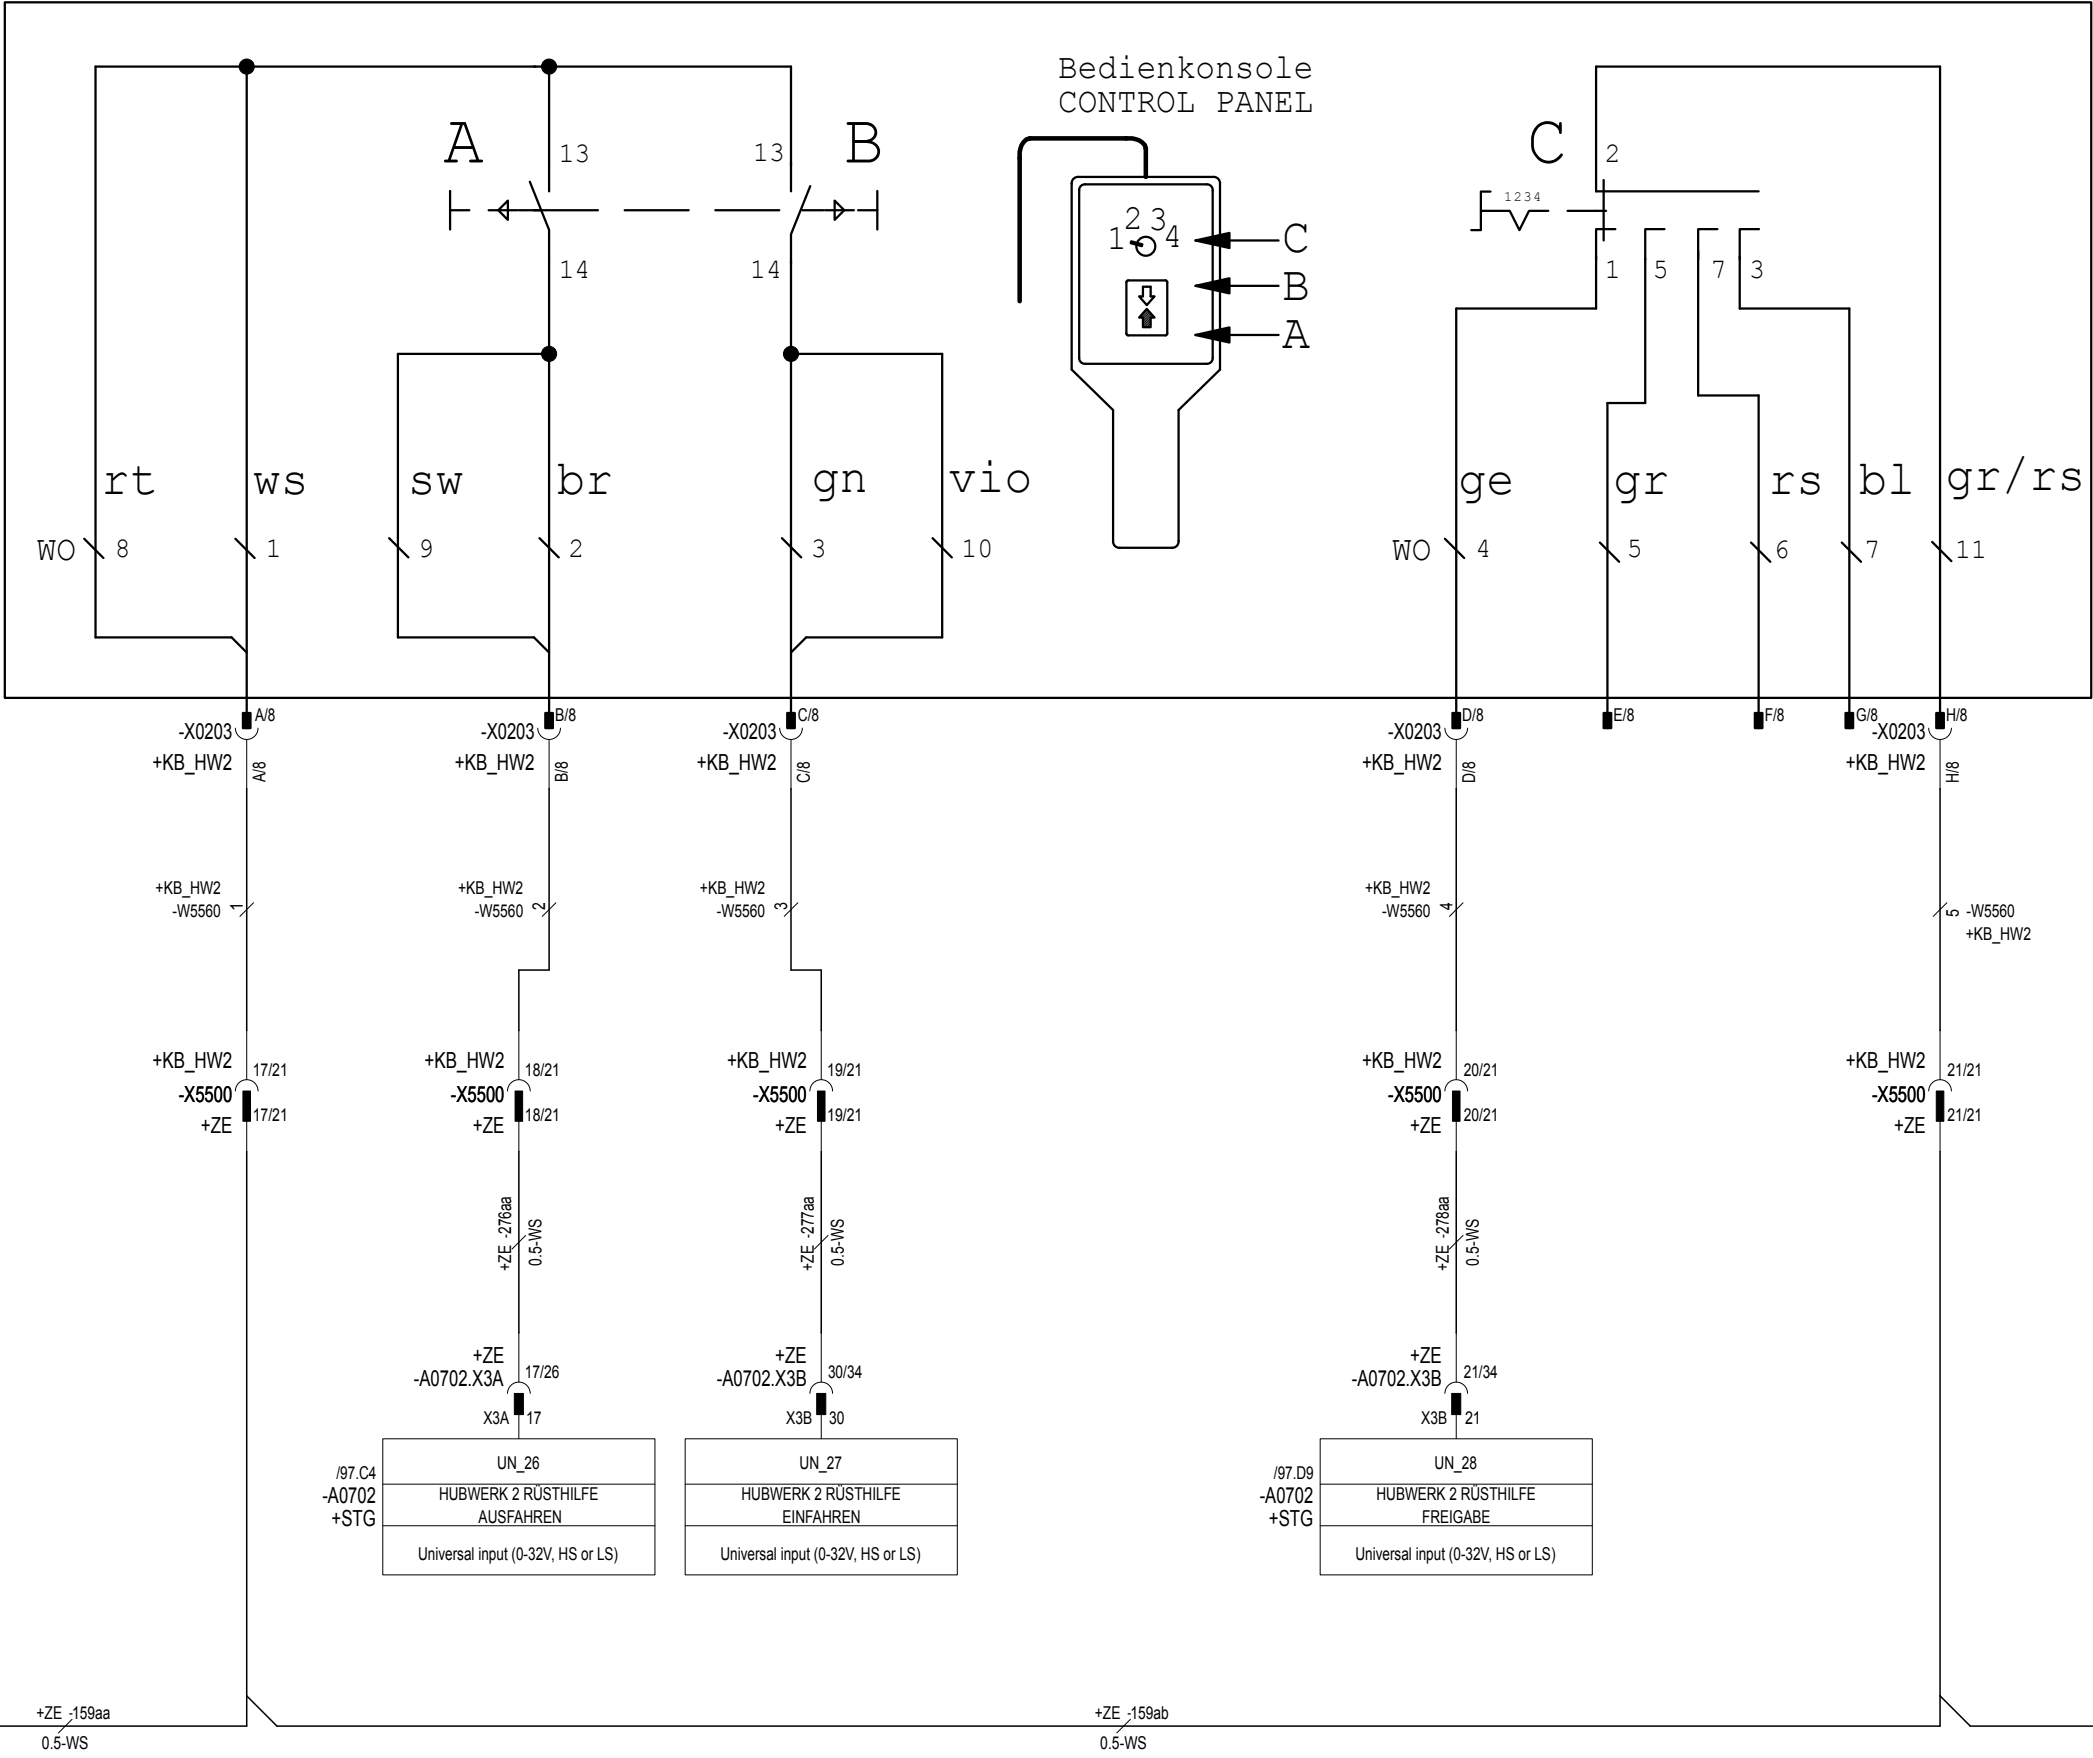 Bedienkonsole
CONTROL PANEL
A
13
13
B
14
14
C
2
1234
1
5
7
3
1
2
3
4
C
B
A
rt
ws
sw
br
gn
vio
ge
gr
rs
bl
gr/rs
WO
8
1
9
2
3
10
WO
4
5
6
7
11
A/8
B/8
C/8
D/8
E/8
F/8
G/8
H/8
-X0203
-X0203
-X0203
-X0203
-X0203
+KB_HW2
A/8
+KB_HW2
B/8
+KB_HW2
C/8
+KB_HW2
D/8
+KB_HW2
H/8
+KB_HW2
-W5560
1
+KB_HW2
-W5560
2
+KB_HW2
-W5560
3
+KB_HW2
-W5560
4
5
-W5560
+KB_HW2
+KB_HW2
17/21
-X5500
17/21
+ZE
+KB_HW2
18/21
-X5500
18/21
+ZE
+KB_HW2
19/21
-X5500
19/21
+ZE
+KB_HW2
20/21
-X5500
20/21
+ZE
+KB_HW2
21/21
-X5500
21/21
+ZE
+ZE -276aa
0.5-WS
+ZE -277aa
0.5-WS
+ZE -278aa
0.5-WS
+ZE
-A0702.X3A
17/26
X3A
17
+ZE
-A0702.X3B
30/34
X3B
30
+ZE
-A0702.X3B
21/34
X3B
21
/97.C4
-A0702
+STG
UN_26
HUBWERK 2 RÜSTHILFE
AUSFAHREN
Universal input (0-32V, HS or LS)
UN_27
HUBWERK 2 RÜSTHILFE
EINFAHREN
Universal input (0-32V, HS or LS)
/97.D9
-A0702
+STG
UN_28
HUBWERK 2 RÜSTHILFE
FREIGABE
Universal input (0-32V, HS or LS)
+ZE -159aa
0.5-WS
+ZE -159ab
0.5-WS